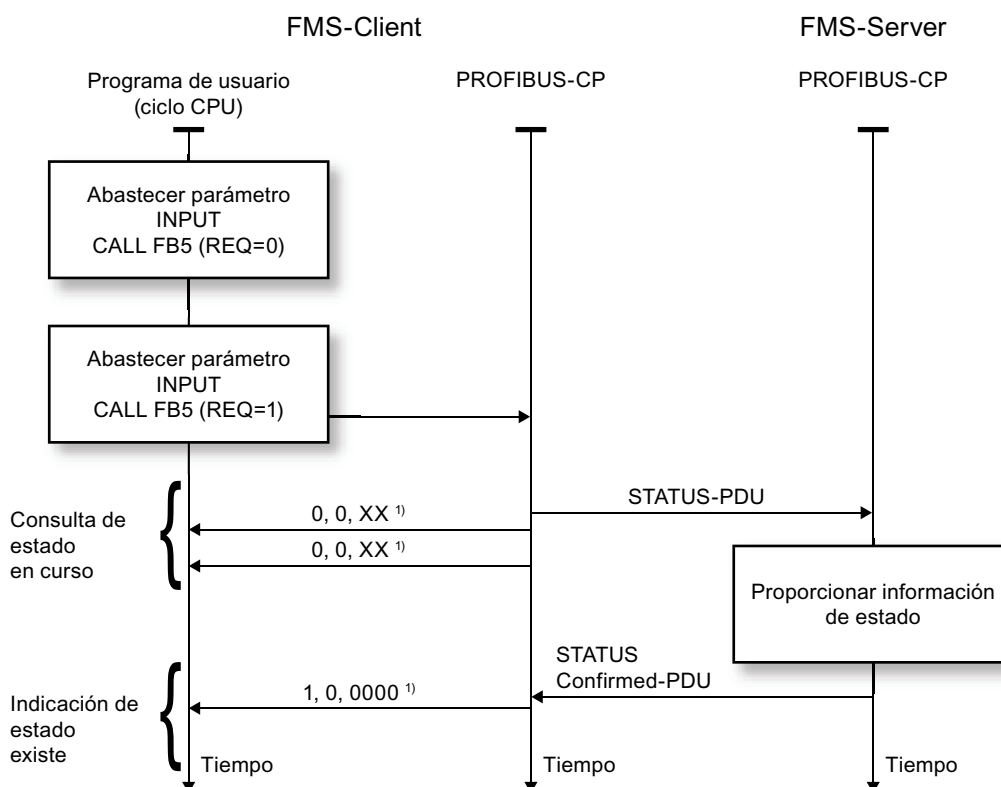 FMS-Client
FMS-Server
Programa de usuario
(ciclo CPU)
PROFIBUS-CP
PROFIBUS-CP
Abastecer parámetro
INPUT
CALL FB5 (REQ=0)
Abastecer parámetro
INPUT
CALL FB5 (REQ=1)
Consulta de
estado
en curso
0, 0, XX 1)
0, 0, XX 1)
STATUS-PDU
Proporcionar información
de estado
STATUS
Confirmed-PDU
Indicación de
estado
existe
1, 0, 0000 1)
Tiempo
Tiempo
Tiempo